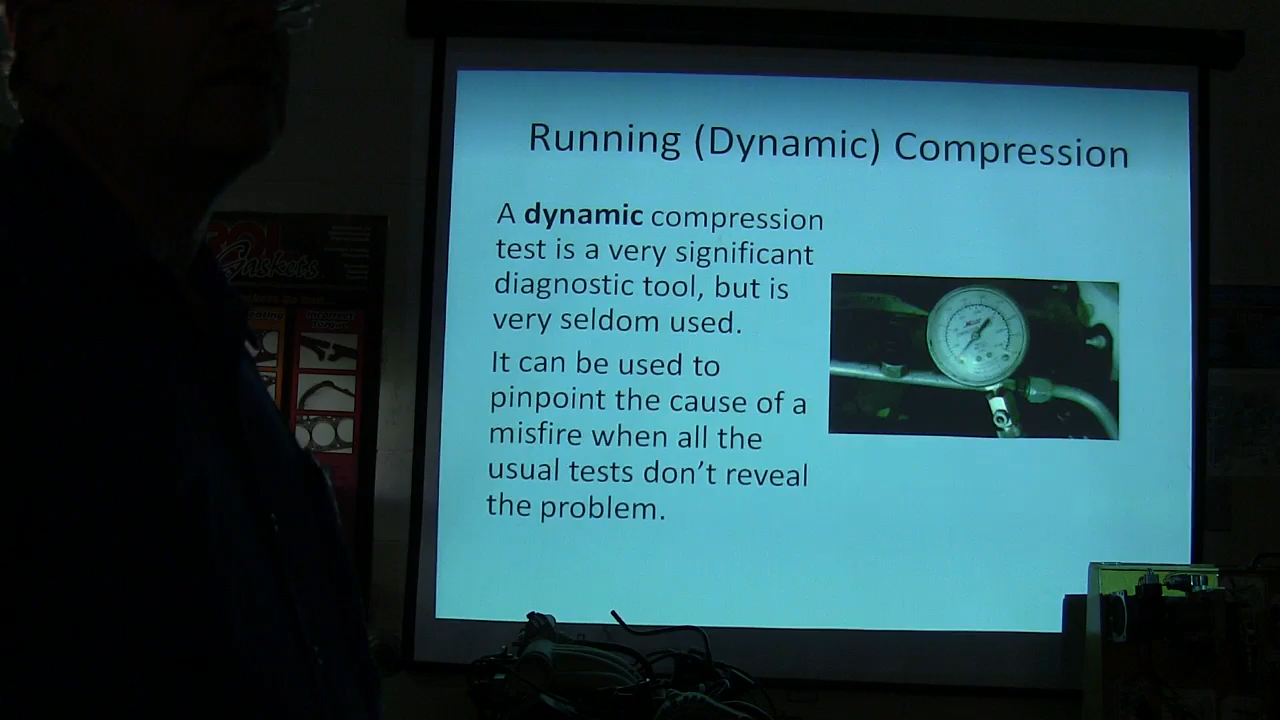 Running (Dynamic) Compression
A dynamic compression
test is a very significant
diagnostic tool, but is
very seldom used.
It can be used to
pinpoint the cause of a
misfire when all the
usual tests don’t reveal
the problem.
Gaskets